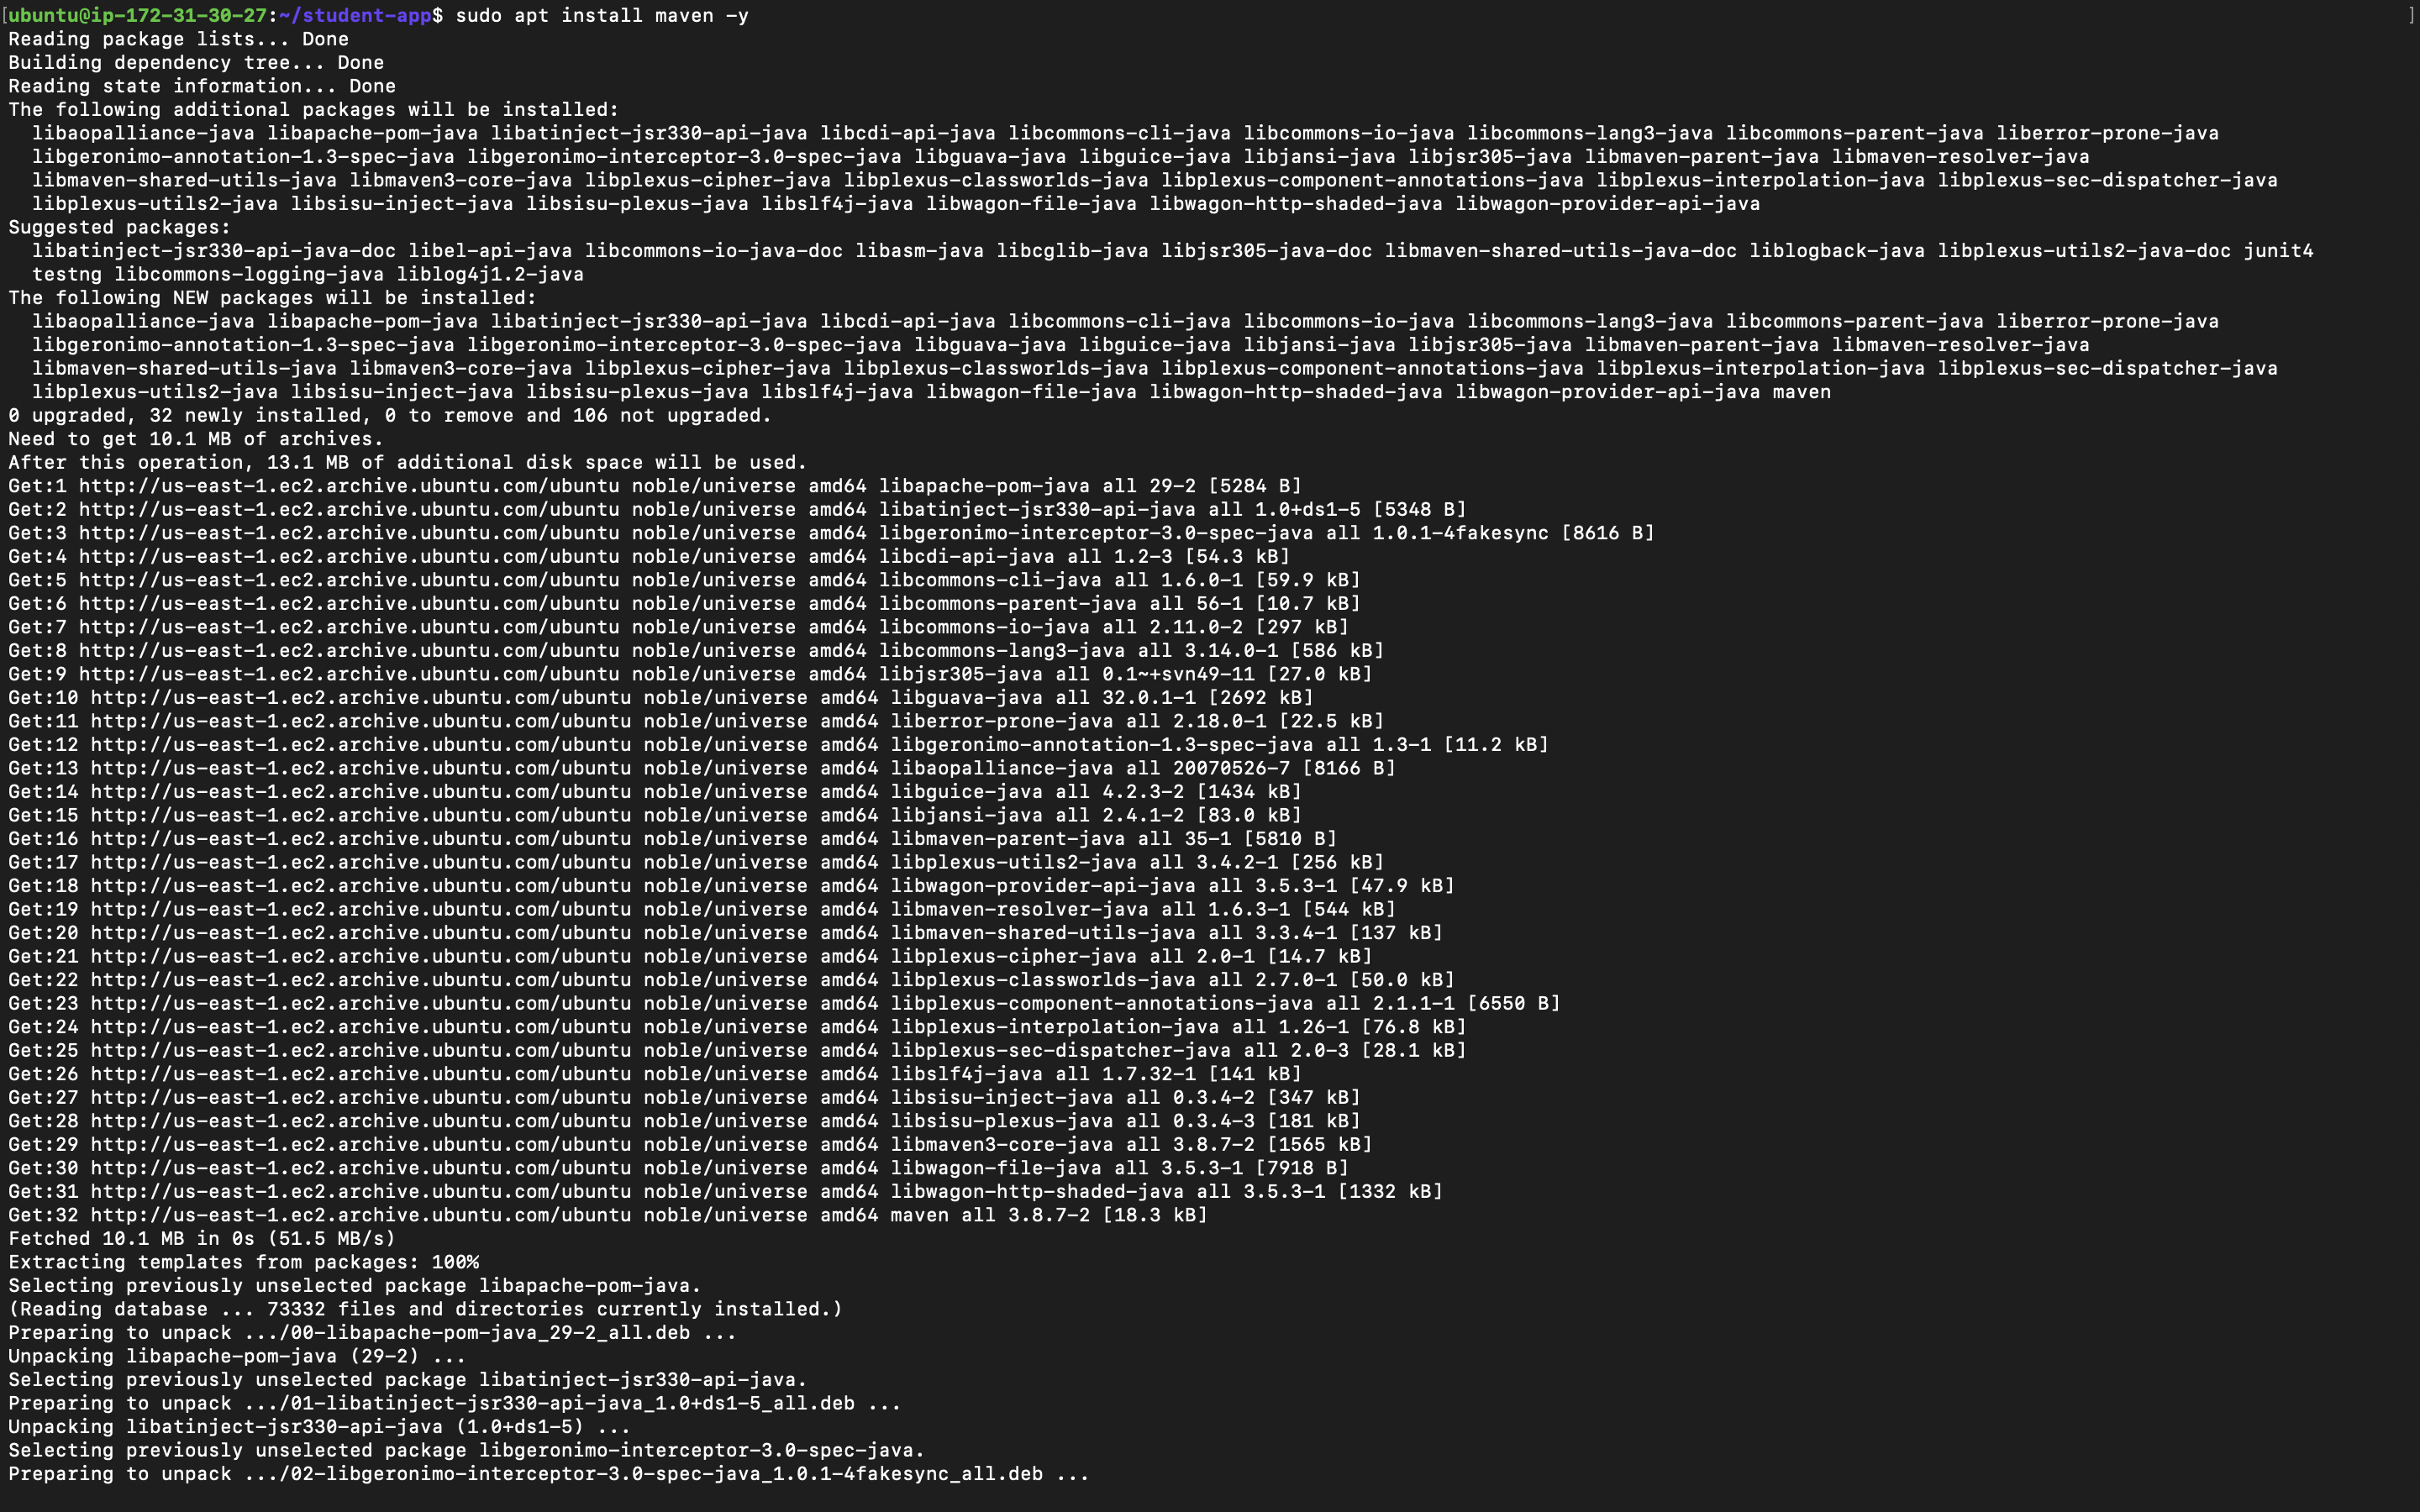 [ubuntu@ip-172-31-30-27:~/student-app$ sudo apt install maven -y ]
Reading package lists... Done
Building dependency tree... Done
Reading state information... Done
The following additional packages will be installed:
  libaopalliance-java libapache-pom-java libatinject-jsr330-api-java libcdi-api-java libcommons-cli-java libcommons-io-java libcommons-lang3-java libcommons-parent-java liberror-prone-java
  libgeronimo-annotation-1.3-spec-java libgeronimo-interceptor-3.0-spec-java libguava-java libguice-java libjansi-java libjsr305-java libmaven-parent-java libmaven-resolver-java
  libmaven-shared-utils-java libmaven3-core-java libplexus-cipher-java libplexus-classworlds-java libplexus-component-annotations-java libplexus-interpolation-java libplexus-sec-dispatcher-java
  libplexus-utils2-java libsisu-inject-java libsisu-plexus-java libslf4j-java libwagon-file-java libwagon-http-shaded-java libwagon-provider-api-java
Suggested packages:
  libatinject-jsr330-api-java-doc libel-api-java libcommons-io-java-doc libasm-java libcglib-java libjsr305-java-doc libmaven-shared-utils-java-doc liblogback-java libplexus-utils2-java-doc junit4
  testng libcommons-logging-java liblog4j1.2-java
The following NEW packages will be installed:
  libaopalliance-java libapache-pom-java libatinject-jsr330-api-java libcdi-api-java libcommons-cli-java libcommons-io-java libcommons-lang3-java libcommons-parent-java liberror-prone-java
  libgeronimo-annotation-1.3-spec-java libgeronimo-interceptor-3.0-spec-java libguava-java libguice-java libjansi-java libjsr305-java libmaven-parent-java libmaven-resolver-java
  libmaven-shared-utils-java libmaven3-core-java libplexus-cipher-java libplexus-classworlds-java libplexus-component-annotations-java libplexus-interpolation-java libplexus-sec-dispatcher-java
  libplexus-utils2-java libsisu-inject-java libsisu-plexus-java libslf4j-java libwagon-file-java libwagon-http-shaded-java libwagon-provider-api-java maven
0 upgraded, 32 newly installed, 0 to remove and 106 not upgraded.
Need to get 10.1 MB of archives.
After this operation, 13.1 MB of additional disk space will be used.
Get:1 http://us-east-1.ec2.archive.ubuntu.com/ubuntu noble/universe amd64 libapache-pom-java all 29-2 [5284 B]
Get:2 http://us-east-1.ec2.archive.ubuntu.com/ubuntu noble/universe amd64 libatinject-jsr330-api-java all 1.0+ds1-5 [5348 B]
Get:3 http://us-east-1.ec2.archive.ubuntu.com/ubuntu noble/universe amd64 libgeronimo-interceptor-3.0-spec-java all 1.0.1-4fakesync [8616 B]
Get:4 http://us-east-1.ec2.archive.ubuntu.com/ubuntu noble/universe amd64 libcdi-api-java all 1.2-3 [54.3 kB]
Get:5 http://us-east-1.ec2.archive.ubuntu.com/ubuntu noble/universe amd64 libcommons-cli-java all 1.6.0-1 [59.9 kB]
Get:6 http://us-east-1.ec2.archive.ubuntu.com/ubuntu noble/universe amd64 libcommons-parent-java all 56-1 [10.7 kB]
Get:7 http://us-east-1.ec2.archive.ubuntu.com/ubuntu noble/universe amd64 libcommons-io-java all 2.11.0-2 [297 kB]
Get:8 http://us-east-1.ec2.archive.ubuntu.com/ubuntu noble/universe amd64 libcommons-lang3-java all 3.14.0-1 [586 kB]
Get:9 http://us-east-1.ec2.archive.ubuntu.com/ubuntu noble/universe amd64 libjsr305-java all 0.1~+svn49-11 [27.0 kB]
Get:10 http://us-east-1.ec2.archive.ubuntu.com/ubuntu noble/universe amd64 libguava-java all 32.0.1-1 [2692 kB]
Get:11 http://us-east-1.ec2.archive.ubuntu.com/ubuntu noble/universe amd64 liberror-prone-java all 2.18.0-1 [22.5 kB]
Get:12 http://us-east-1.ec2.archive.ubuntu.com/ubuntu noble/universe amd64 libgeronimo-annotation-1.3-spec-java all 1.3-1 [11.2 kB]
Get:13 http://us-east-1.ec2.archive.ubuntu.com/ubuntu noble/universe amd64 libaopalliance-java all 20070526-7 [8166 B]
Get:14 http://us-east-1.ec2.archive.ubuntu.com/ubuntu noble/universe amd64 libguice-java all 4.2.3-2 [1434 kB]
Get:15 http://us-east-1.ec2.archive.ubuntu.com/ubuntu noble/universe amd64 libjansi-java all 2.4.1-2 [83.0 kB]
Get:16 http://us-east-1.ec2.archive.ubuntu.com/ubuntu noble/universe amd64 libmaven-parent-java all 35-1 [5810 B]
Get:17 http://us-east-1.ec2.archive.ubuntu.com/ubuntu noble/universe amd64 libplexus-utils2-java all 3.4.2-1 [256 kB]
Get:18 http://us-east-1.ec2.archive.ubuntu.com/ubuntu noble/universe amd64 libwagon-provider-api-java all 3.5.3-1 [47.9 kB]
Get:19 http://us-east-1.ec2.archive.ubuntu.com/ubuntu noble/universe amd64 libmaven-resolver-java all 1.6.3-1 [544 kB]
Get:20 http://us-east-1.ec2.archive.ubuntu.com/ubuntu noble/universe amd64 libmaven-shared-utils-java all 3.3.4-1 [137 kB]
Get:21 http://us-east-1.ec2.archive.ubuntu.com/ubuntu noble/universe amd64 libplexus-cipher-java all 2.0-1 [14.7 kB]
Get:22 http://us-east-1.ec2.archive.ubuntu.com/ubuntu noble/universe amd64 libplexus-classworlds-java all 2.7.0-1 [50.0 kB]
Get:23 http://us-east-1.ec2.archive.ubuntu.com/ubuntu noble/universe amd64 libplexus-component-annotations-java all 2.1.1-1 [6550 B]
Get:24 http://us-east-1.ec2.archive.ubuntu.com/ubuntu noble/universe amd64 libplexus-interpolation-java all 1.26-1 [76.8 kB]
Get:25 http://us-east-1.ec2.archive.ubuntu.com/ubuntu noble/universe amd64 libplexus-sec-dispatcher-java all 2.0-3 [28.1 kB]
Get:26 http://us-east-1.ec2.archive.ubuntu.com/ubuntu noble/universe amd64 libslf4j-java all 1.7.32-1 [141 kB]
Get:27 http://us-east-1.ec2.archive.ubuntu.com/ubuntu noble/universe amd64 libsisu-inject-java all 0.3.4-2 [347 kB]
Get:28 http://us-east-1.ec2.archive.ubuntu.com/ubuntu noble/universe amd64 libsisu-plexus-java all 0.3.4-3 [181 kB]
Get:29 http://us-east-1.ec2.archive.ubuntu.com/ubuntu noble/universe amd64 libmaven3-core-java all 3.8.7-2 [1565 kB]
Get:30 http://us-east-1.ec2.archive.ubuntu.com/ubuntu noble/universe amd64 libwagon-file-java all 3.5.3-1 [7918 B]
Get:31 http://us-east-1.ec2.archive.ubuntu.com/ubuntu noble/universe amd64 libwagon-http-shaded-java all 3.5.3-1 [1332 kB]
Get:32 http://us-east-1.ec2.archive.ubuntu.com/ubuntu noble/universe amd64 maven all 3.8.7-2 [18.3 kB]
Fetched 10.1 MB in 0s (51.5 MB/s)
Extracting templates from packages: 100%
Selecting previously unselected package libapache-pom-java.
(Reading database ... 73332 files and directories currently installed.)
Preparing to unpack .../00-libapache-pom-java_29-2_all.deb ...
Unpacking libapache-pom-java (29-2) ...
Selecting previously unselected package libatinject-jsr330-api-java.
Preparing to unpack .../01-libatinject-jsr330-api-java_1.0+ds1-5_all.deb ...
Unpacking libatinject-jsr330-api-java (1.0+ds1-5) ...
Selecting previously unselected package libgeronimo-interceptor-3.0-spec-java.
Preparing to unpack .../02-libgeronimo-interceptor-3.0-spec-java_1.0.1-4fakesync_all.deb ...